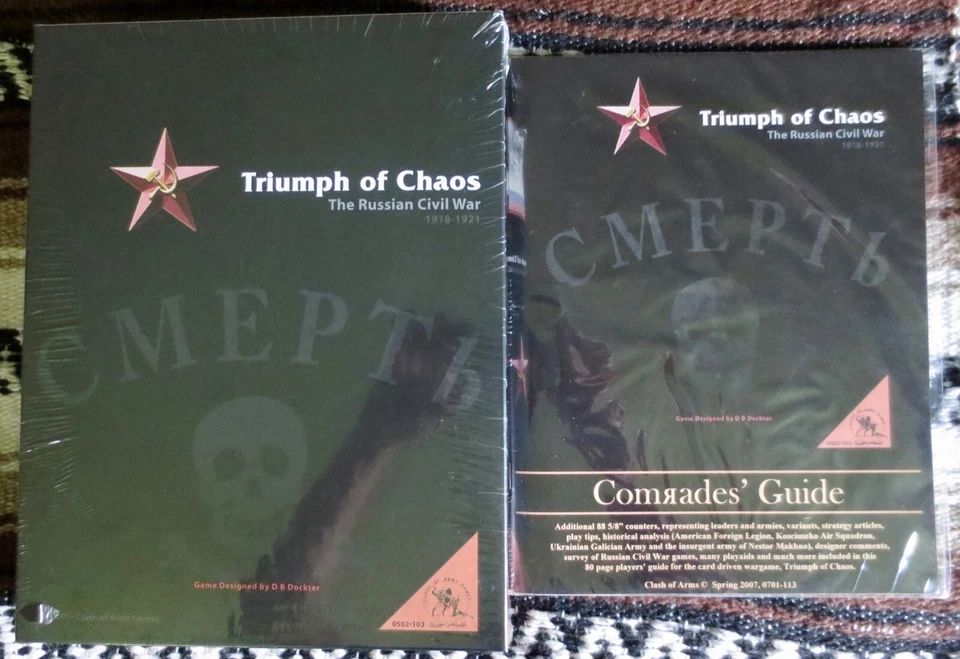 Triumph of Chaos
The Russian Civil War
1918-1921
СМЕРТЬ
Game Designed by D B Dockter
0502-103
Clash of Arms Games
Triumph of Chaos
The Russian Civil War
1918-1921
СМЕРТЬ
Game Designed by D B Dockter
Comяades' Guide
Additional 88 5/8" counters, representing leaders and armies, variants, strategy articles,
play tips, historical analysis (American Foreign Legion, Kosciuszko Air Squadron,
Ukrainian Galician Army and the insurgent army of Nestor Makhno), designer comments,
survey of Russian Civil War games, many playaids and much more included in this
80 page players' guide for the card driven wargame, Triumph of Chaos.
Clash of Arms © Spring 2007, 0701-113